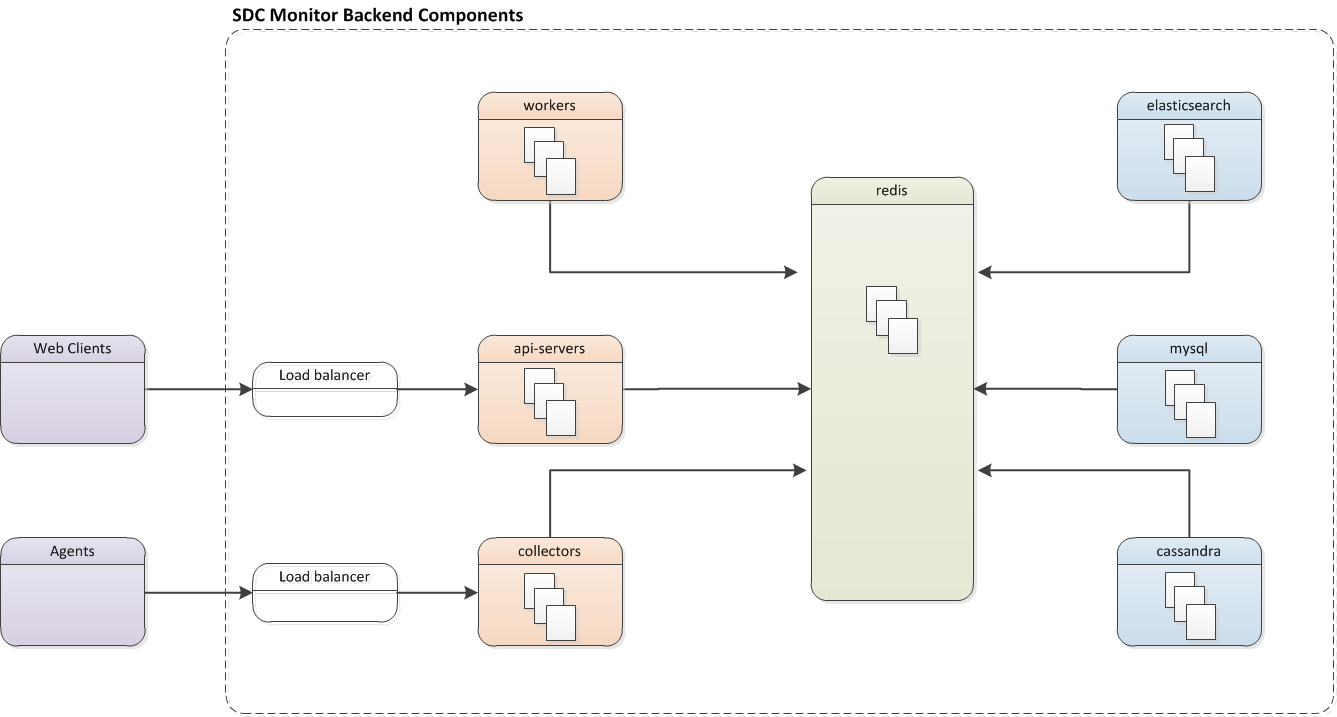 SDC Monitor Backend Components
workers
elasticsearch
redis
Web Clients
Load balancer
api-servers
mysql
Agents
Load balancer
collectors
cassandra